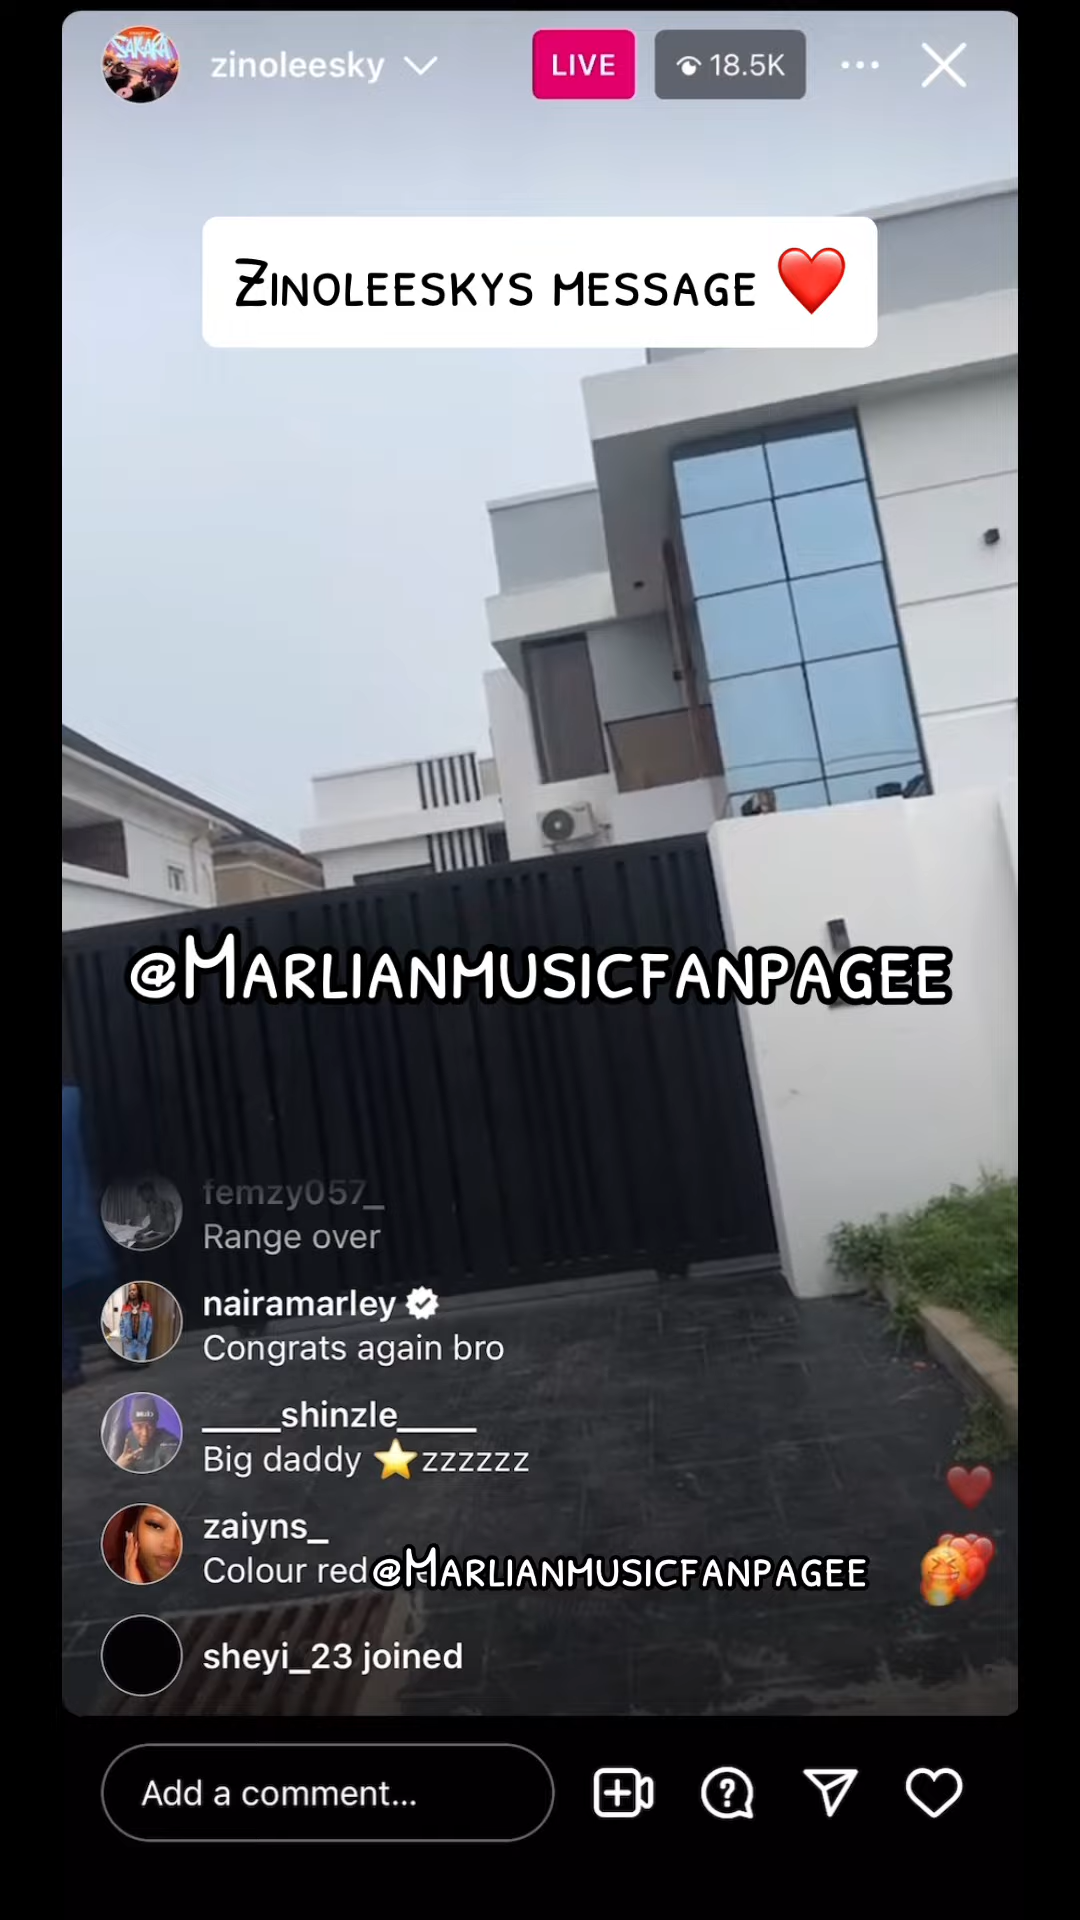 zinoleesky
LIVE
18.5K
ZINOLEESKYS MESSAGE ❤️
@MARLIANMUSICFANPAGEE
femzy057_
Range over
nairamarley
Congrats again bro
____shinzle____
Big daddy ⭐zzzzzz
zaiyns_
Colour red
@MARLIANMUSICFANPAGEE
sheyi_23 joined
Add a comment...